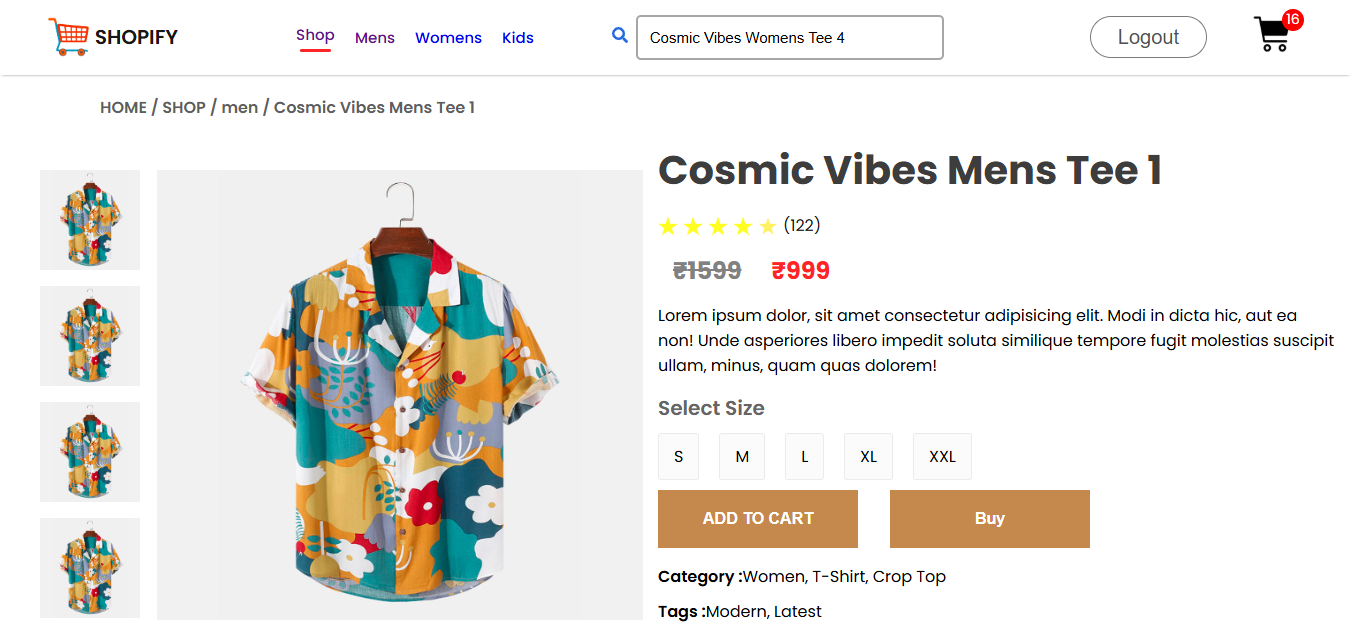 SHOPIFY
Shop Mens Womens Kids
Cosmic Vibes Womens Tee 4
Logout
16
HOME / SHOP / men / Cosmic Vibes Mens Tee 1
Cosmic Vibes Mens Tee 1
(122)
₹1599 ₹999
Lorem ipsum dolor, sit amet consectetur adipisicing elit. Modi in dicta hic, aut ea
non! Unde asperiores libero impedit soluta similique tempore fugit molestias suscipit
ullam, minus, quam quas dolorem!
Select Size
S M L XL XXL
ADD TO CART Buy
Category :Women, T-Shirt, Crop Top
Tags :Modern, Latest